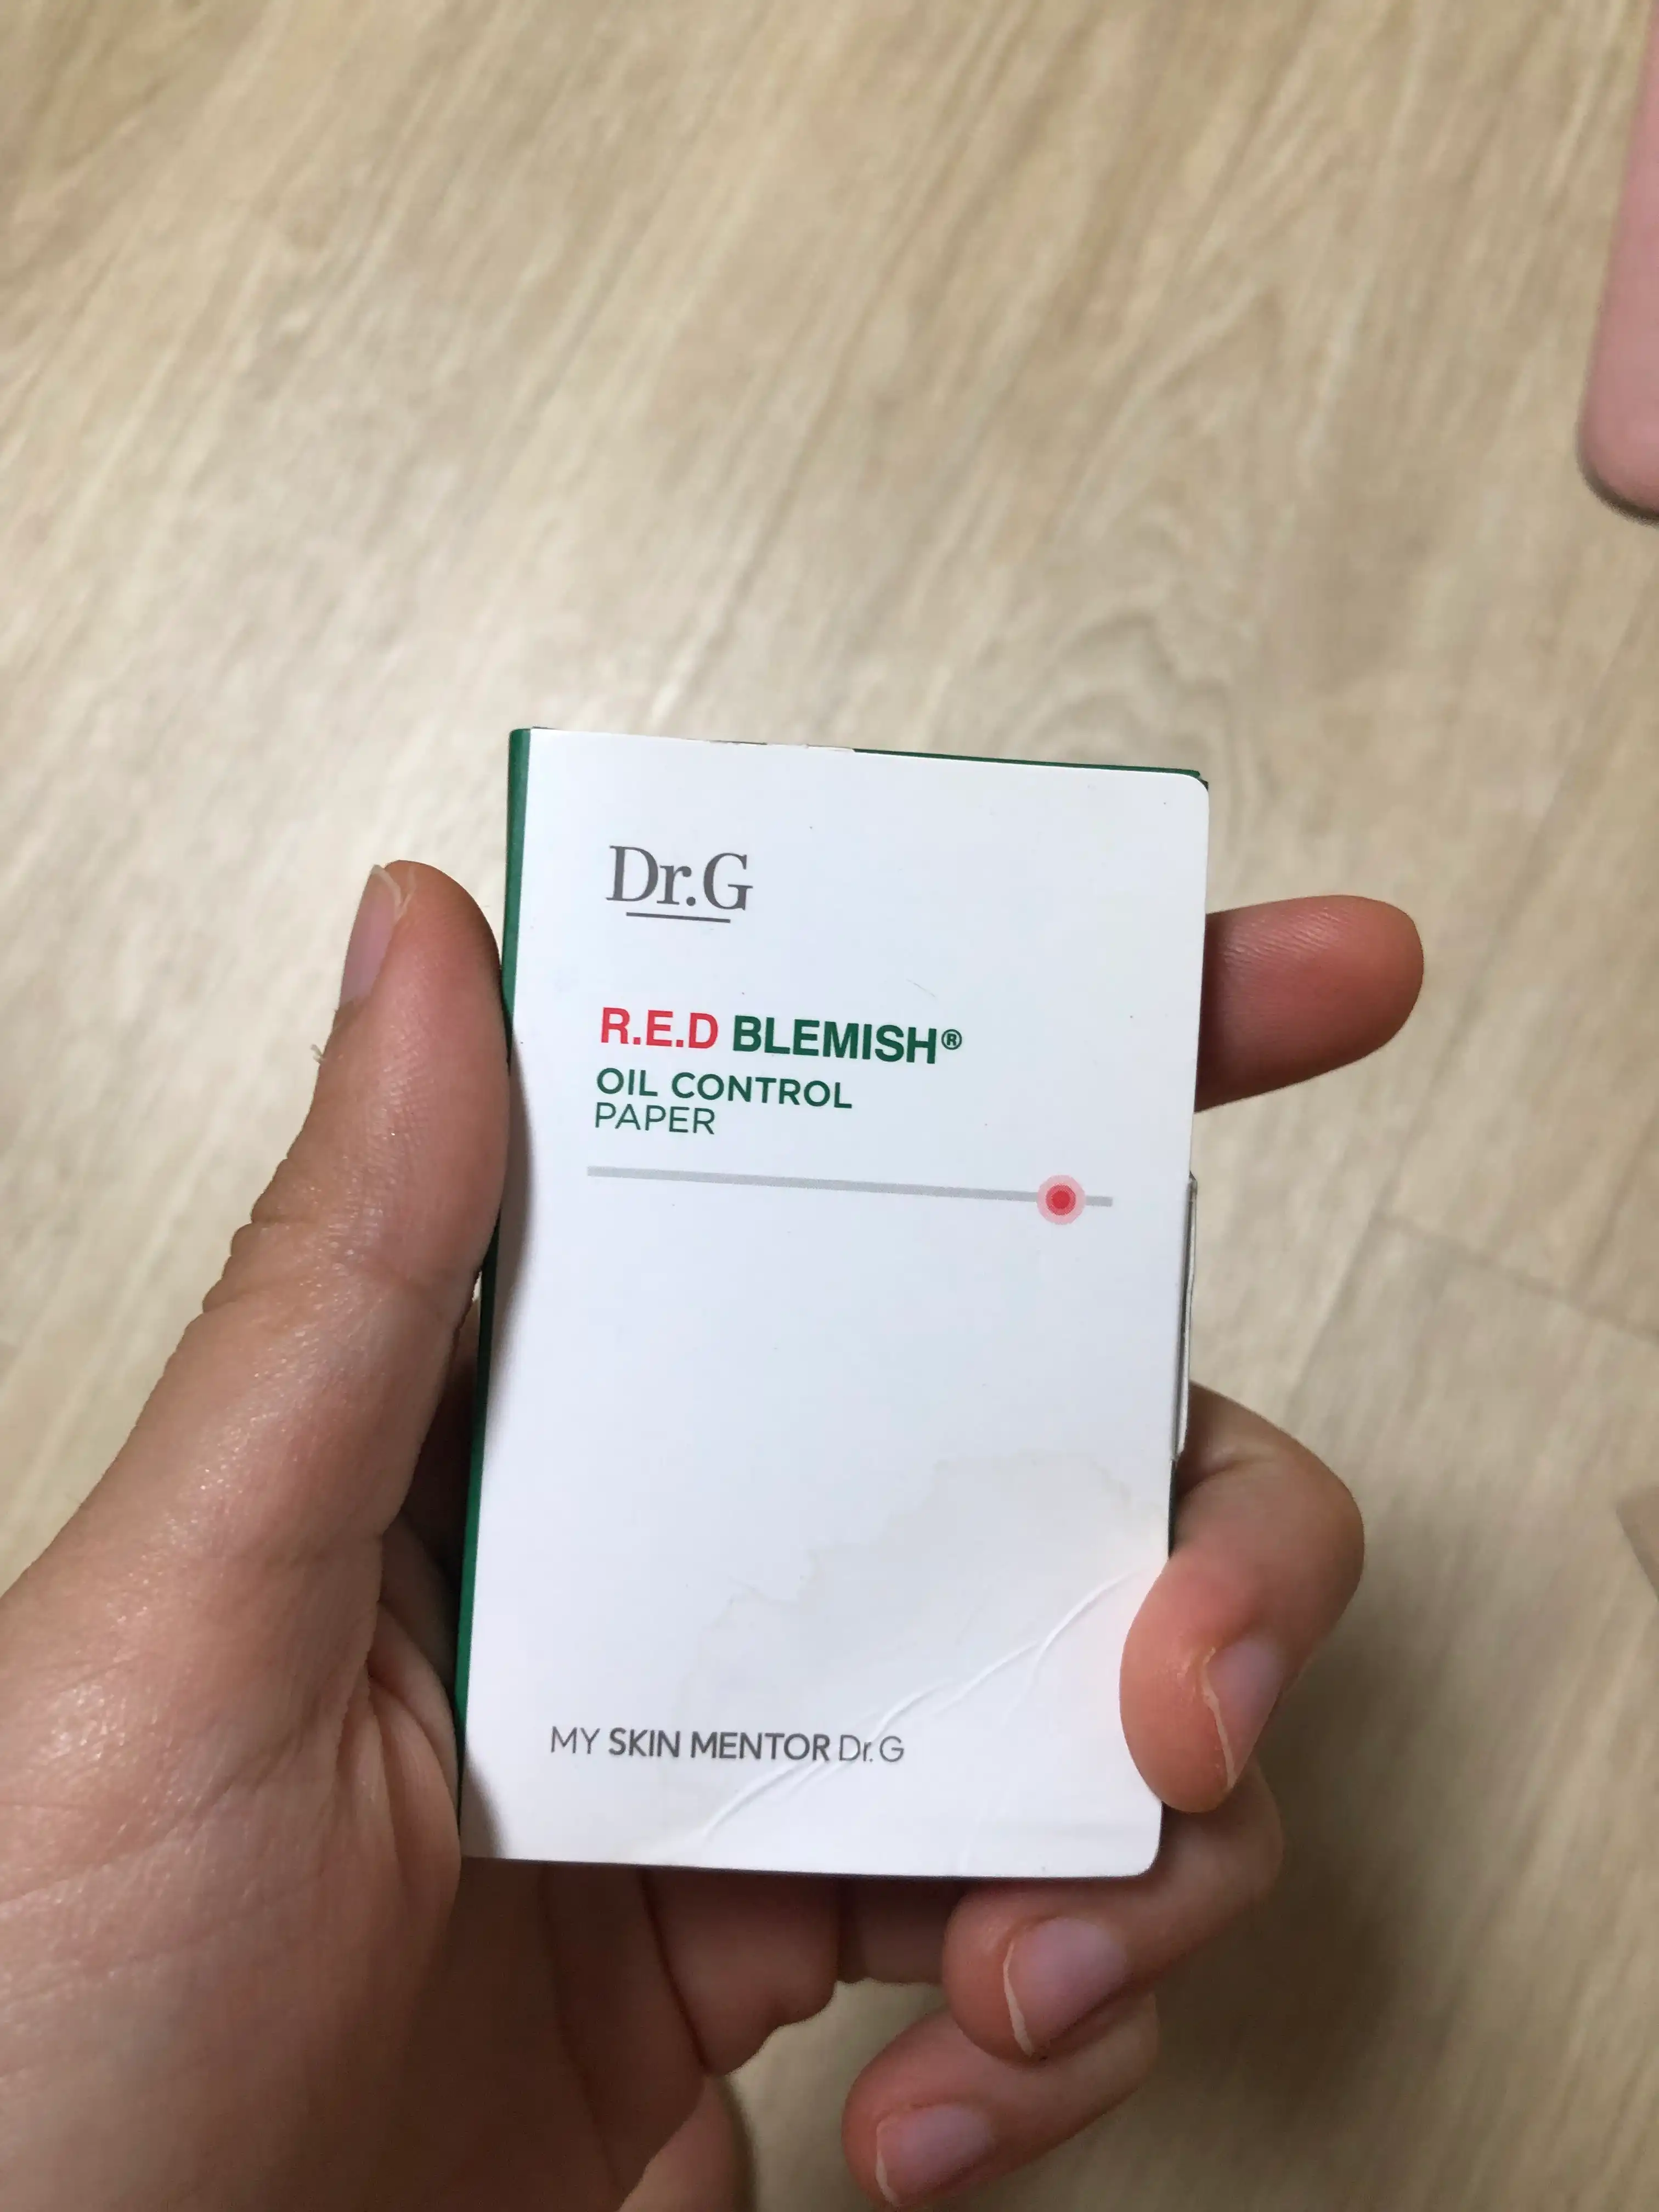 Dr.G
R.E.D BLEMISH®
OIL CONTROL
PAPER
MY SKIN MENTOR Dr.G